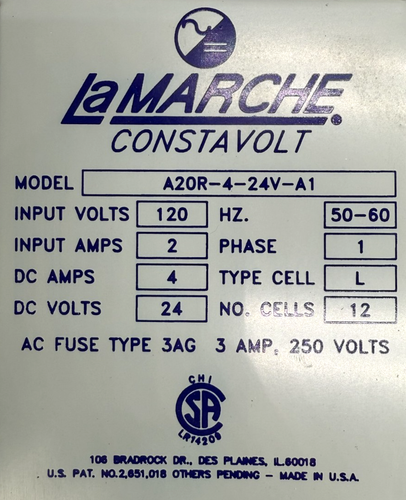 LaMARCHE®
CONSTAVOLT
MODEL A20R-4-24V-A1
INPUT VOLTS 120 HZ. 50-60
INPUT AMPS 2 PHASE 1
DC AMPS 4 TYPE CELL L
DC VOLTS 24 NO. CELLS 12
AC FUSE TYPE 3AG 3 AMP, 250 VOLTS
CHI
CSA
LR14206
106 BRADROCK DR., DES PLAINES, IL.60018
U.S. PAT. NO.2,651,018 OTHERS PENDING - MADE IN U.S.A.